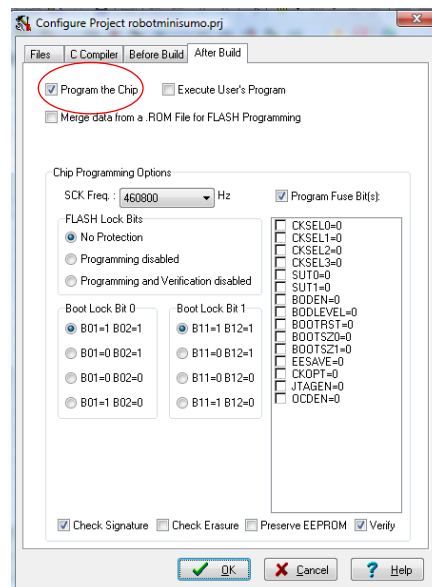 Configure Project robotminisumo.prj
Files C Compiler Before Build After Build
Program the Chip Execute User's Program
Merge data from a .ROM File for FLASH Programming
Chip Programming Options
SCK Freq. : 460800 Hz Program Fuse Bit(s):
FLASH Lock Bits
No Protection
Programming disabled
Programming and Verification disabled
Boot Lock Bit 0
B01=1 B02=1
B01=0 B02=1
B01=0 B02=0
B01=1 B02=0
Boot Lock Bit 1
B11=1 B12=1
B11=0 B12=1
B11=0 B12=0
B11=1 B12=0
CKSEL0=0
CKSEL1=0
CKSEL2=0
CKSEL3=0
SUT0=0
SUT1=0
BODEN=0
BODLEVEL=0
BOOTRST=0
BOOTSZ0=0
BOOTSZ1=0
EESAVE=0
CKOPT=0
JTAGEN=0
OCDEN=0
Check Signature Check Erasure Preserve EEPROM Verify
OK Cancel Help